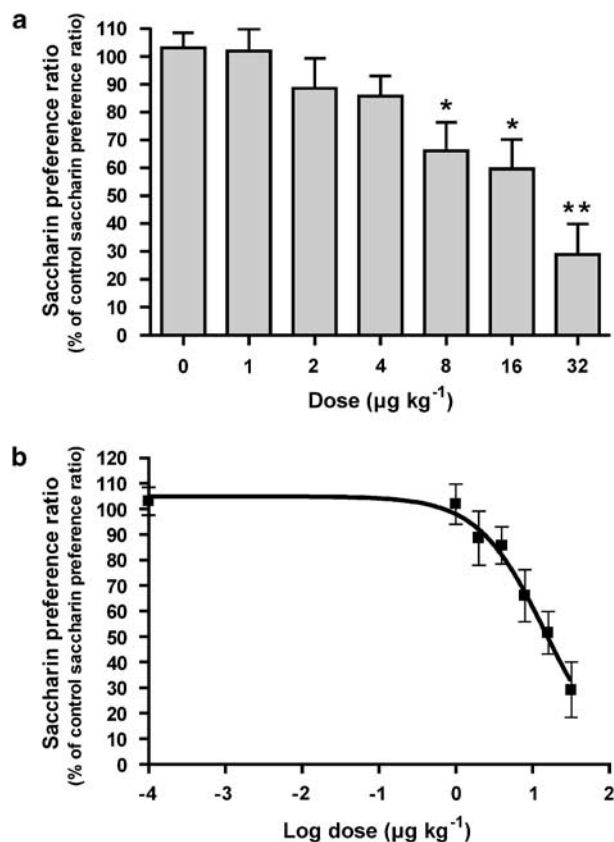 a
Saccharin preference ratio
(% of control saccharin preference ratio)
110
100
90
80
70
60
50
40
30
20
10
0
*
*
**
0 1 2 4 8 16 32
Dose (µg kg⁻¹)
b
Saccharin preference ratio
(% of control saccharin preference ratio)
120
110
100
90
80
70
60
50
40
30
20
10
0
-4 -3 -2 -1 0 1 2
Log dose (µg kg⁻¹)